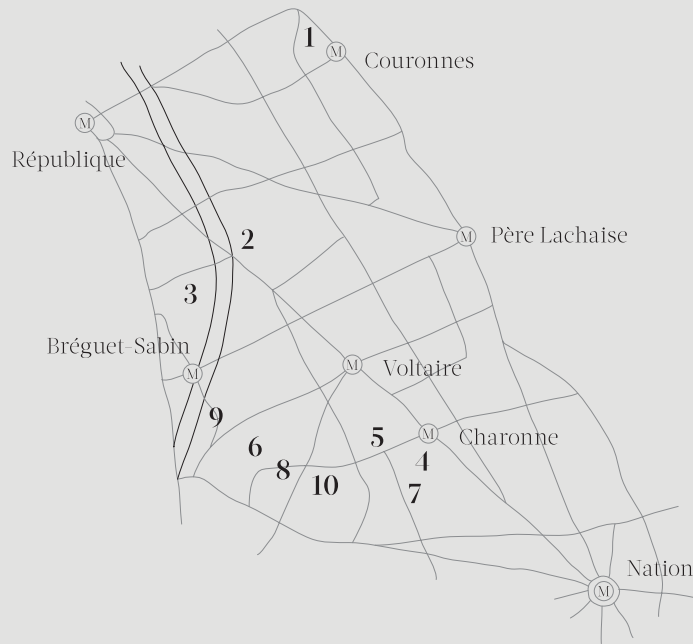 1
M
Couronnes
M
République
2
M
Père Lachaise
3
Bréguet-Sabin
M
M
Voltaire
9
6
5
M
Charonne
8
4
10
7
Nation
M